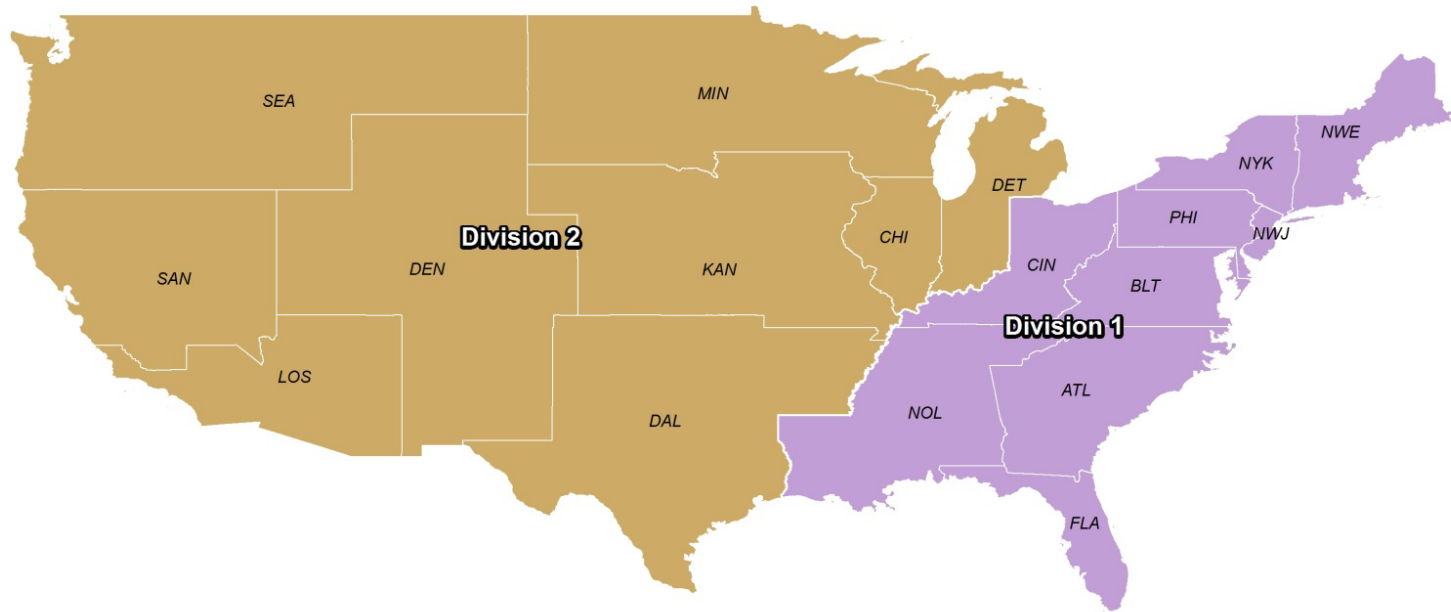 SEA
MIN
NWE
NYK
DET
PHI
NWJ
CHI
Division 2
DEN
KAN
CIN
SAN
BLT
Division 1
LOS
ATL
NOL
DAL
FLA